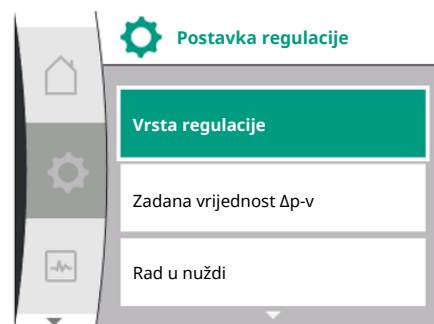 Postavka regulacije
Vrsta regulacije
Zadana vrijednost Δp-v
Rad u nuždi